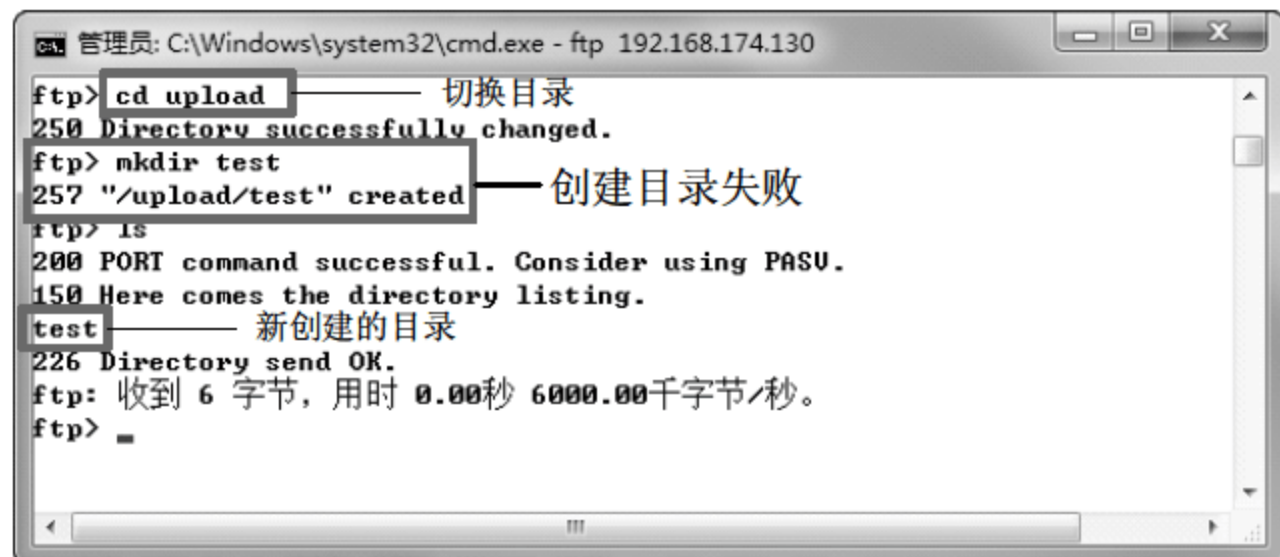 管理员: C:\Windows\system32\cmd.exe - ftp 192.168.174.130
ftp> cd upload 切换目录
250 Directory successfully changed.
ftp> mkdir test
257 "/upload/test" created 创建目录失败
ftp> ls
200 PORT command successful. Consider using PASV.
150 Here comes the directory listing.
test 新创建的目录
226 Directory send OK.
ftp: 收到 6 字节，用时 0.00秒 6000.00千字节/秒。
ftp>